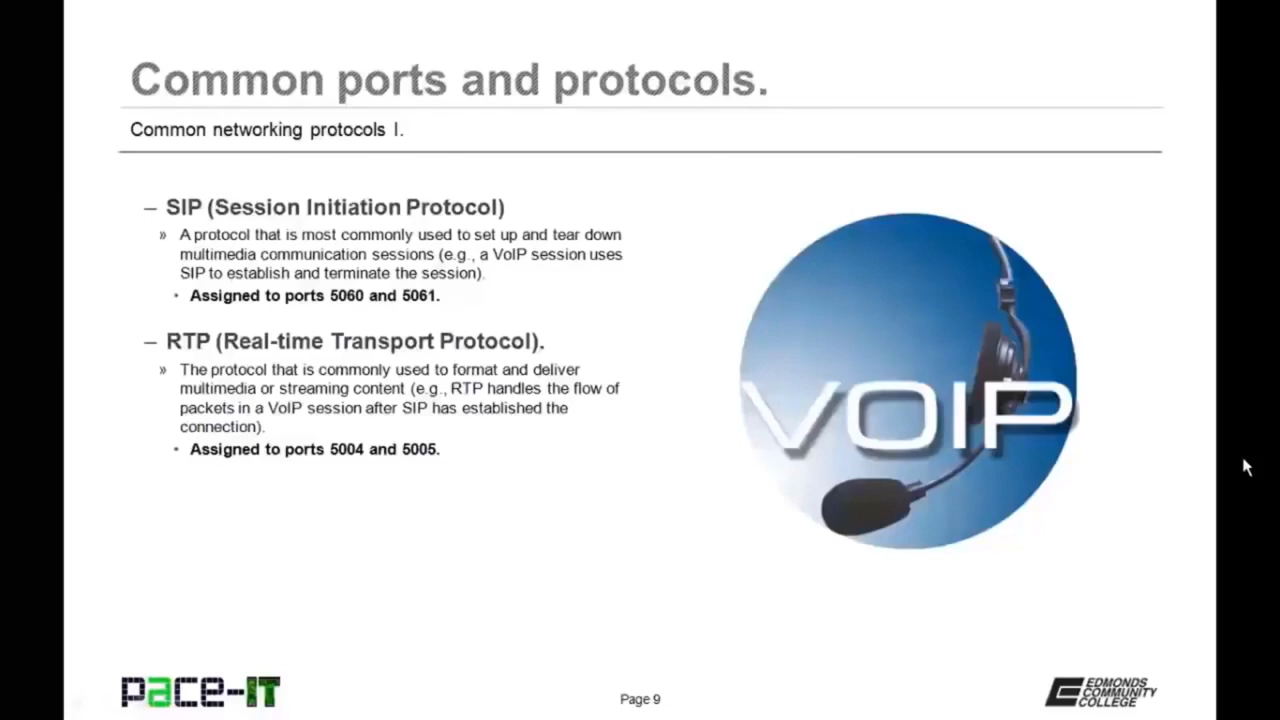 Common ports and protocols.
Common networking protocols I.
– SIP (Session Initiation Protocol)
» A protocol that is most commonly used to set up and tear down
multimedia communication sessions (e.g., a VoIP session uses
SIP to establish and terminate the session).
• Assigned to ports 5060 and 5061.
– RTP (Real-time Transport Protocol).
» The protocol that is commonly used to format and deliver
multimedia or streaming content (e.g., RTP handles the flow of
packets in a VoIP session after SIP has established the
connection).
• Assigned to ports 5004 and 5005.
VOIP
pace-IT
Page 9
EDMONDS
COMMUNITY
COLLEGE